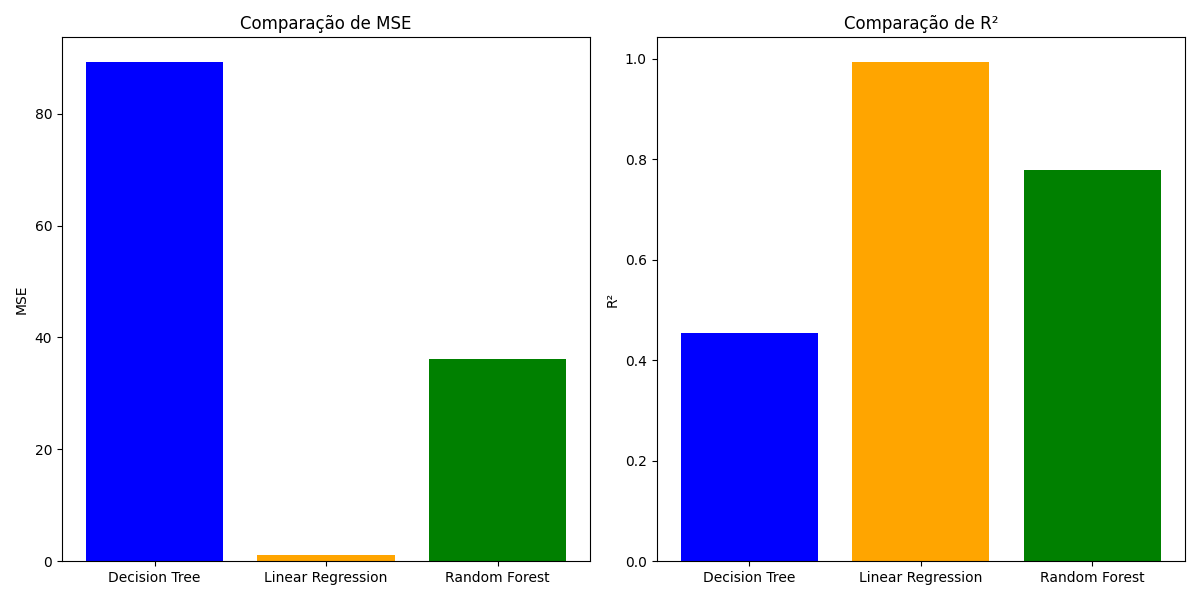 Comparação de MSE
MSE
80
60
40
20
0
Decision Tree
Linear Regression
Random Forest
Comparação de R²
R²
1.0
0.8
0.6
0.4
0.2
0.0
Decision Tree
Linear Regression
Random Forest